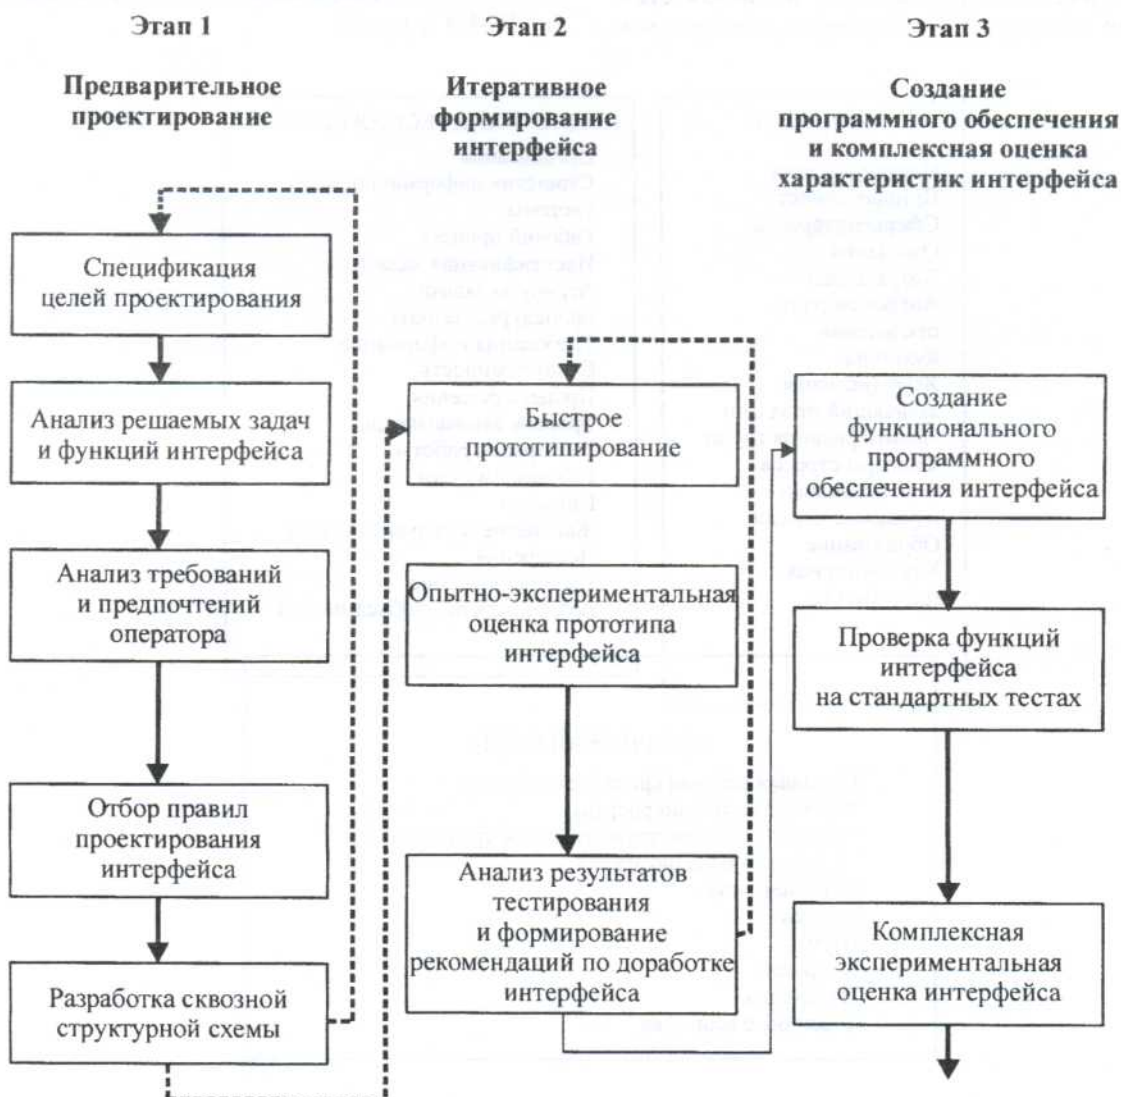 Этап 1
Предварительное
проектирование
Спецификация
целей проектирования
Анализ решаемых задач
и функций интерфейса
Анализ требований
и предпочтений
оператора
Отбор правил
проектирования
интерфейса
Разработка сквозной
структурной схемы
Этап 2
Итеративное
формирование
интерфейса
Быстрое
прототипирование
Опытно-экспериментальная
оценка прототипа
интерфейса
Анализ результатов
тестирования
и формирование
рекомендаций по доработке
интерфейса
Этап 3
Создание
программного обеспечения
и комплексная оценка
характеристик интерфейса
Создание
функционального
программного
обеспечения интерфейса
Проверка функций
интерфейса
на стандартных тестах
Комплексная
экспериментальная
оценка интерфейса